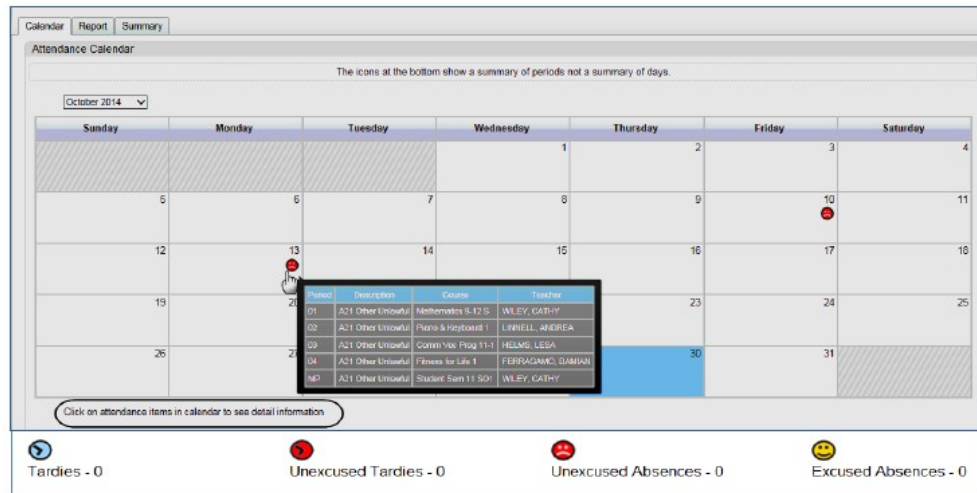 Calendar Report Summary
Attendance Calendar
The icons at the bottom show a summary of periods not a summary of days.
October 2014
Sunday Monday Tuesday Wednesday Thursday Friday Saturday
1 2 3 4
5 6 7 8 9 10 11
12 13 14 15 16 17 18
19 20 23 24 25
26 27 30 31
Period Description Course Teacher
01 A21 Other Unlawful Mathematics 9-12 S WILEY, CATHY
02 A21 Other Unlawful Piano & Keyboard 1 LINNELL, ANDREA
03 A21 Other Unlawful Comm Voc Prog 11-1 HELMS, LESA
04 A21 Other Unlawful Fitness for Life 1 FERRAGAMO, DAMIAN
NP A21 Other Unlawful Student Sem 11 SO1 WILEY, CATHY
Click on attendance items in calendar to see detail information
Tardies - 0 Unexcused Tardies - 0 Unexcused Absences - 0 Excused Absences - 0